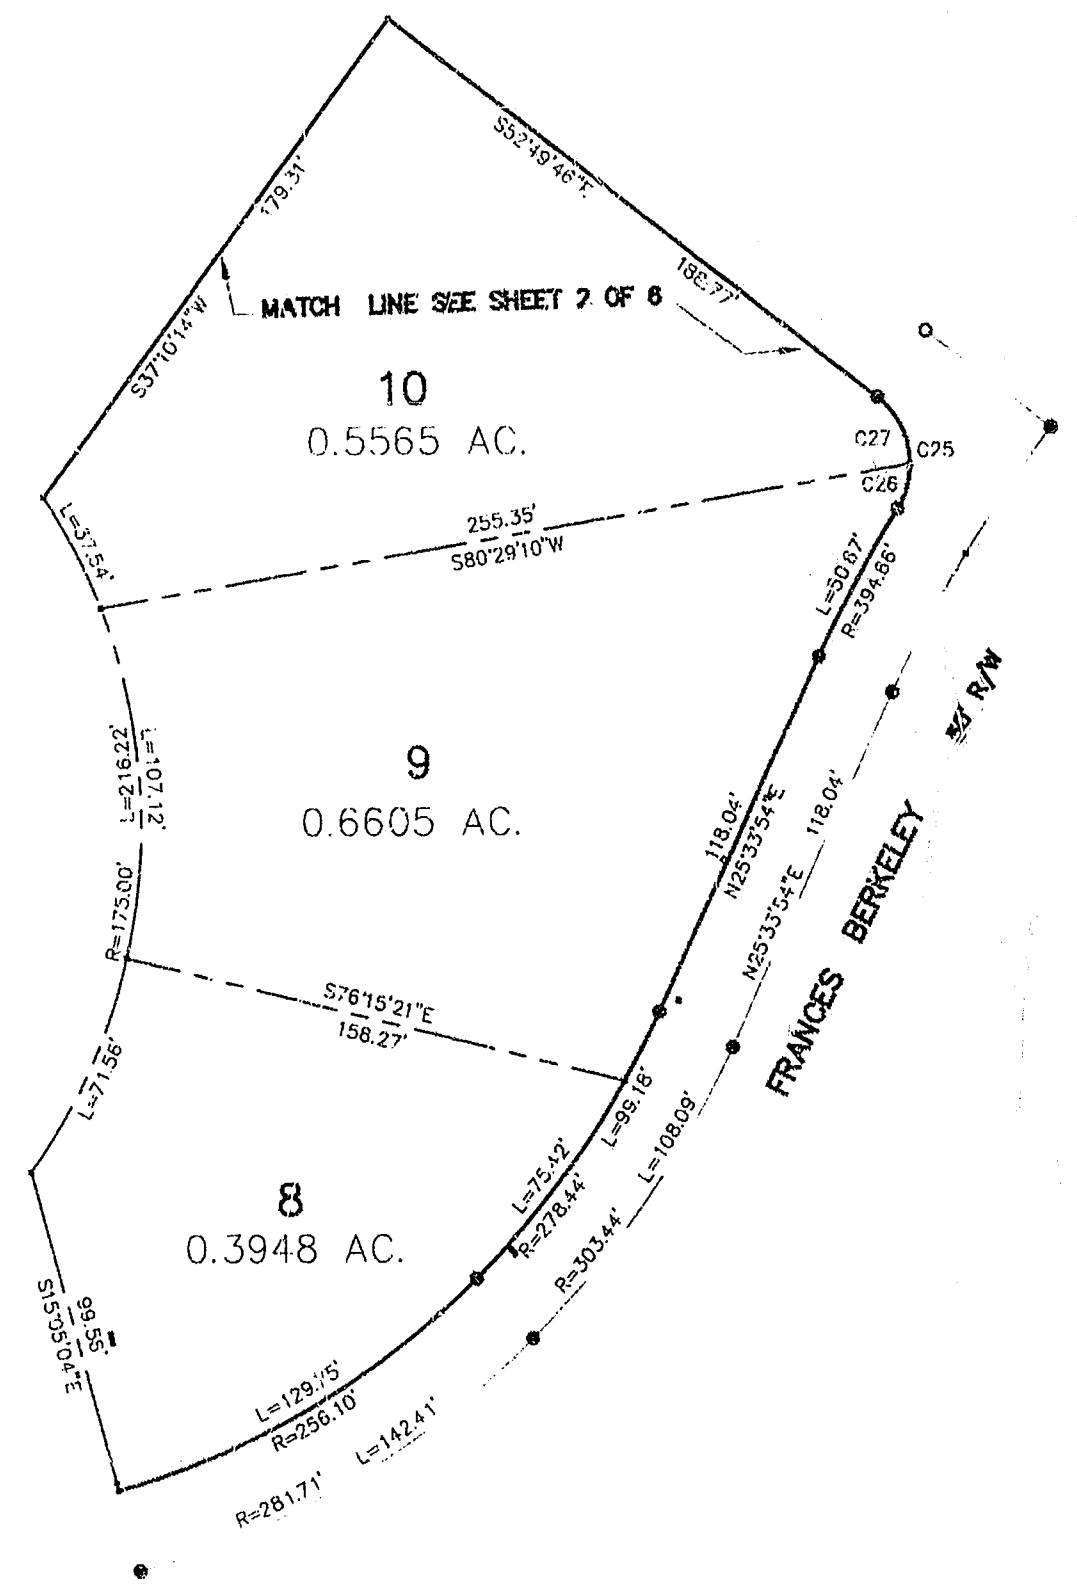 S52°49'46"E
179.31'
188.77'
MATCH LINE SEE SHEET 2 OF 6
S37°10'14"W
10
0.5565 AC.
C27
C25
C26
L=37.54'
255.35'
S80°29'10"W
L=50.67'
R=394.66'
R/W
L=216.22'
L=107.12'
9
0.6605 AC.
118.04'
N25°33'54"E
118.04'
N25°33'54"E
FRANCES BERKELEY
R=175.00'
S76°15'21"E
158.27'
L=71.56'
L=99.18'
L=108.09'
L=75.42'
R=278.44'
R=303.44'
8
0.3948 AC.
99.55'
S15°05'04"E
L=129.75'
R=256.10'
L=142.41'
R=281.71'